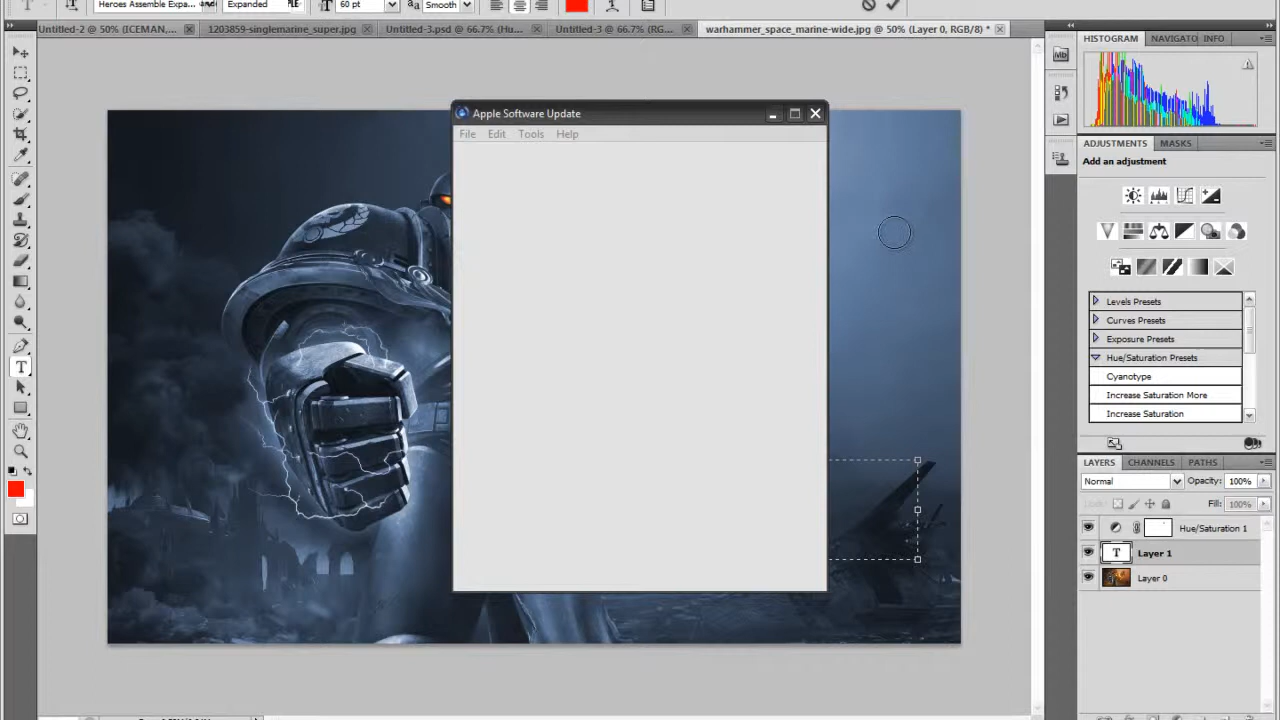 Heroes Assemble Expa... Expanded 60 pt aa Smooth
Untitled-2 @ 50% (ICEMAN,... 1203859-singlemarine_super.jpg Untitled-3.psd @ 66.7% (Hu... Untitled-3 @ 66.7% (RG... warhammer_space_marine-wide.jpg @ 50% (Layer 0, RGB/8) *
HISTOGRAM NAVIGATO INFO
Apple Software Update
File Edit Tools Help
ADJUSTMENTS MASKS
Add an adjustment
Levels Presets
Curves Presets
Exposure Presets
Hue/Saturation Presets
Cyanotype
Increase Saturation More
Increase Saturation
LAYERS CHANNELS PATHS
Normal Opacity: 100%
Lock: Fill: 100%
Hue/Saturation 1
T Layer 1
Layer 0